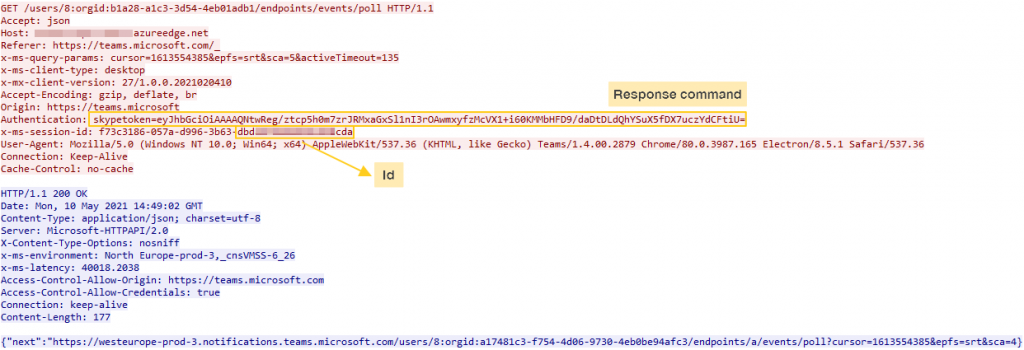 GET /users/8:orgid:b1a28-a1c3-3d54-4eb01adb1/endpoints/events/poll HTTP/1.1
Accept: json
Host: azureedge.net
Referer: https://teams.microsoft.com/_
x-ms-query-params: cursor=1613554385&epfs=srt&sca=5&activeTimeout=135
x-ms-client-type: desktop
x-mx-client-version: 27/1.0.0.2021020410
Accept-Encoding: gzip, deflate, br
Origin: https://teams.microsoft
Response command
Authentication: skypetoken=eyJhbGciOiAAAAQNtwReg/ztcp5h0m7zrJRMxaGxSl1nI3rOAwmxyfzMcVX1+i60KMMbHFD9/daDtDLdQhYSuX5fDX7uczYdCFtiU=
x-ms-session-id: f73c3186-057a-d996-3b63-dbd cda
User-Agent: Mozilla/5.0 (Windows NT 10.0; Win64; x64) AppleWebKit/537.36 (KHTML, like Gecko) Teams/1.4.00.2879 Chrome/80.0.3987.165 Electron/8.5.1 Safari/537.36
Connection: Keep-Alive
Cache-Control: no-cache
Id
HTTP/1.1 200 OK
Date: Mon, 10 May 2021 14:49:02 GMT
Content-Type: application/json; charset=utf-8
Server: Microsoft-HTTPAPI/2.0
X-Content-Type-Options: nosniff
x-ms-environment: North Europe-prod-3,_cnsVMSS-6_26
x-ms-latency: 40018.2038
Access-Control-Allow-Origin: https://teams.microsoft.com
Access-Control-Allow-Credentials: true
Connection: keep-alive
Content-Length: 177
{"next":"https://westeurope-prod-3.notifications.teams.microsoft.com/users/8:orgid:a17481c3-f754-4d06-9730-4eb0be94afc3/endpoints/a/events/poll?cursor=1613554385&epfs=srt&sca=4}